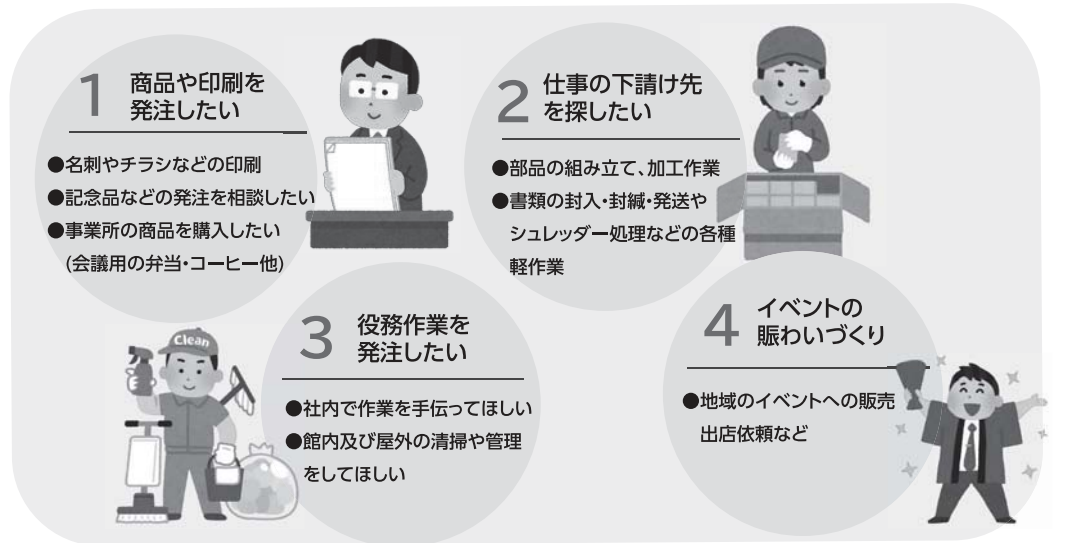 1 商品や印刷を
発注したい
●名刺やチラシなどの印刷
●記念品などの発注を相談したい
●事業所の商品を購入したい
(会議用の弁当・コーヒー他)
2 仕事の下請け先
を探したい
●部品の組み立て、加工作業
●書類の封入・封緘・発送や
シュレッダー処理などの各種
軽作業
Clean
3 役務作業を
発注したい
●社内で作業を手伝ってほしい
●館内及び屋外の清掃や管理
をしてほしい
4 イベントの
賑わいづくり
●地域のイベントへの販売
出店依頼など